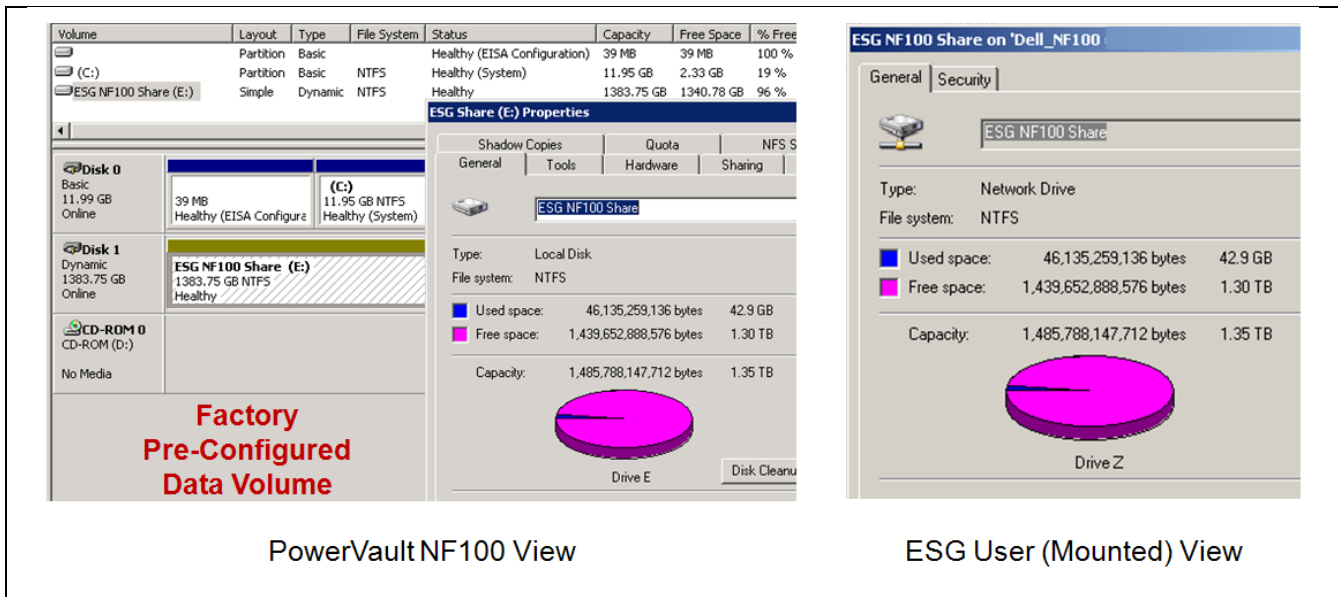 Volume Layout Type File System Status Capacity Free Space % Free
Partition Basic Healthy (EISA Configuration) 39 MB 39 MB 100 %
(C:) Partition Basic NTFS Healthy (System) 11.95 GB 2.33 GB 19 %
ESG NF100 Share (E:) Simple Dynamic NTFS Healthy 1383.75 GB 1340.78 GB 96 %
Disk 0
Basic
11.99 GB
Online
39 MB
Healthy (EISA Configura
(C:)
11.95 GB NTFS
Healthy (System)
Disk 1
Dynamic
1383.75 GB
Online
ESG NF100 Share (E:)
1383.75 GB NTFS
Healthy
CD-ROM 0
CD-ROM (D:)
No Media
Factory
Pre-Configured
Data Volume
ESG Share (E:) Properties
Shadow Copies Quota NFS S
General Tools Hardware Sharing
ESG NF100 Share
Type: Local Disk
File system: NTFS
Used space: 46,135,259,136 bytes 42.9 GB
Free space: 1,439,652,888,576 bytes 1.30 TB
Capacity: 1,485,788,147,712 bytes 1.35 TB
Drive E
Disk Cleanu
PowerVault NF100 View
ESG NF100 Share on 'Dell_NF100
General Security
ESG NF100 Share
Type: Network Drive
File system: NTFS
Used space: 46,135,259,136 bytes 42.9 GB
Free space: 1,439,652,888,576 bytes 1.30 TB
Capacity: 1,485,788,147,712 bytes 1.35 TB
Drive Z
ESG User (Mounted) View